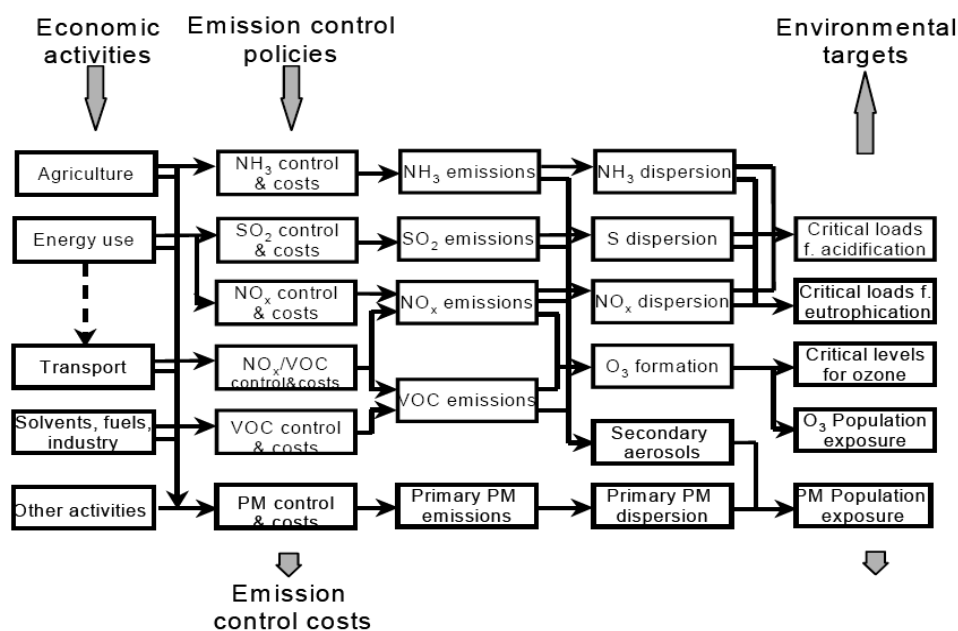 Economic
activities
Emission control
policies
Environmental
targets
Agriculture
NH₃ control
& costs
NH₃ emissions
NH₃ dispersion
Energy use
SO₂ control
& costs
SO₂ emissions
S dispersion
Critical loads
f. acidification
NOₓ control
& costs
NOₓ emissions
NOₓ dispersion
Critical loads f.
eutrophication
Transport
NOₓ/VOC
control&costs
O₃ formation
Critical levels
for ozone
VOC emissions
Solvents, fuels,
industry
VOC control
& costs
Secondary
aerosols
O₃ Population
exposure
Other activities
PM control
& costs
Primary PM
emissions
Primary PM
dispersion
PM Population
exposure
Emission
control costs